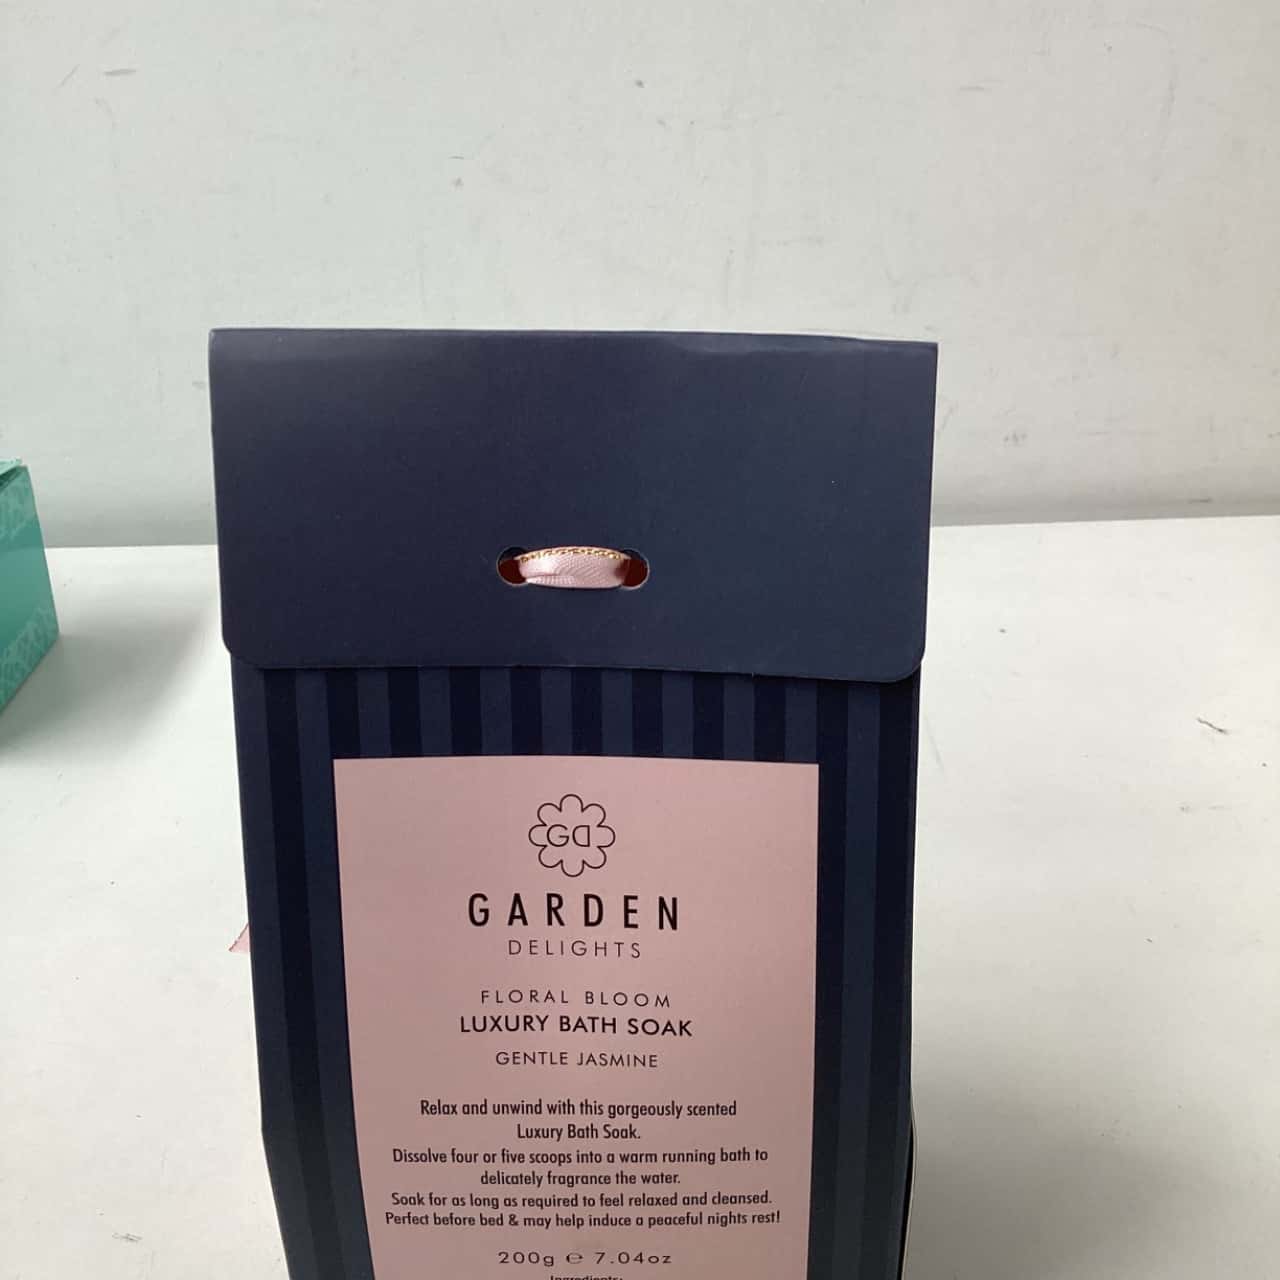 GD
GARDEN
DELIGHTS
FLORAL BLOOM
LUXURY BATH SOAK
GENTLE JASMINE
Relax and unwind with this gorgeously scented
Luxury Bath Soak.
Dissolve four or five scoops into a warm running bath to
delicately fragrance the water.
Soak for as long as required to feel relaxed and cleansed.
Perfect before bed & may help induce a peaceful nights rest!
200g ℮ 7.04oz
Ingredients: